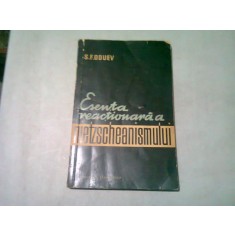 S.F.ODUEV
Esența
reacționară a
nietzscheanismului